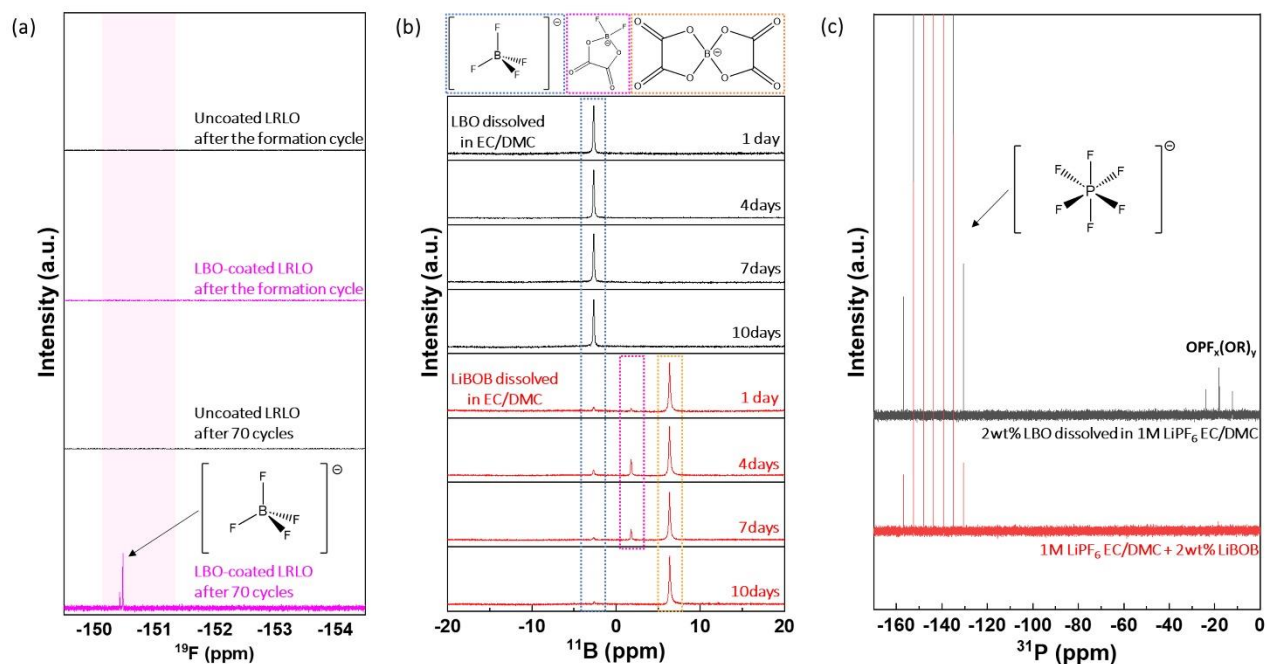 (a)
Intensity (a.u.)
Uncoated LRLO
after the formation cycle
LBO-coated LRLO
after the formation cycle
Uncoated LRLO
after 70 cycles
F
B
F
F
F
⊖
LBO-coated LRLO
after 70 cycles
-150 -151 -152 -153 -154
¹⁹F (ppm)
(b)
F
B
F
F
F
⊖
F F
B
⊖
O O
O
O
O O O O
B⊖
O O O O
Intensity (a.u.)
LBO dissolved
in EC/DMC
1 day
4days
7days
10days
LiBOB dissolved
in EC/DMC
1 day
4days
7days
10days
-20 -10 0 10 20
¹¹B (ppm)
(c)
Intensity (a.u.)
F
F F
P
F F
F
⊖
OPFₓ(OR)ᵧ
2wt% LBO dissolved in 1M LiPF₆ EC/DMC
1M LiPF₆ EC/DMC + 2wt% LiBOB
-160 -140 -120 -100 -80 -60 -40 -20 0
³¹P (ppm)